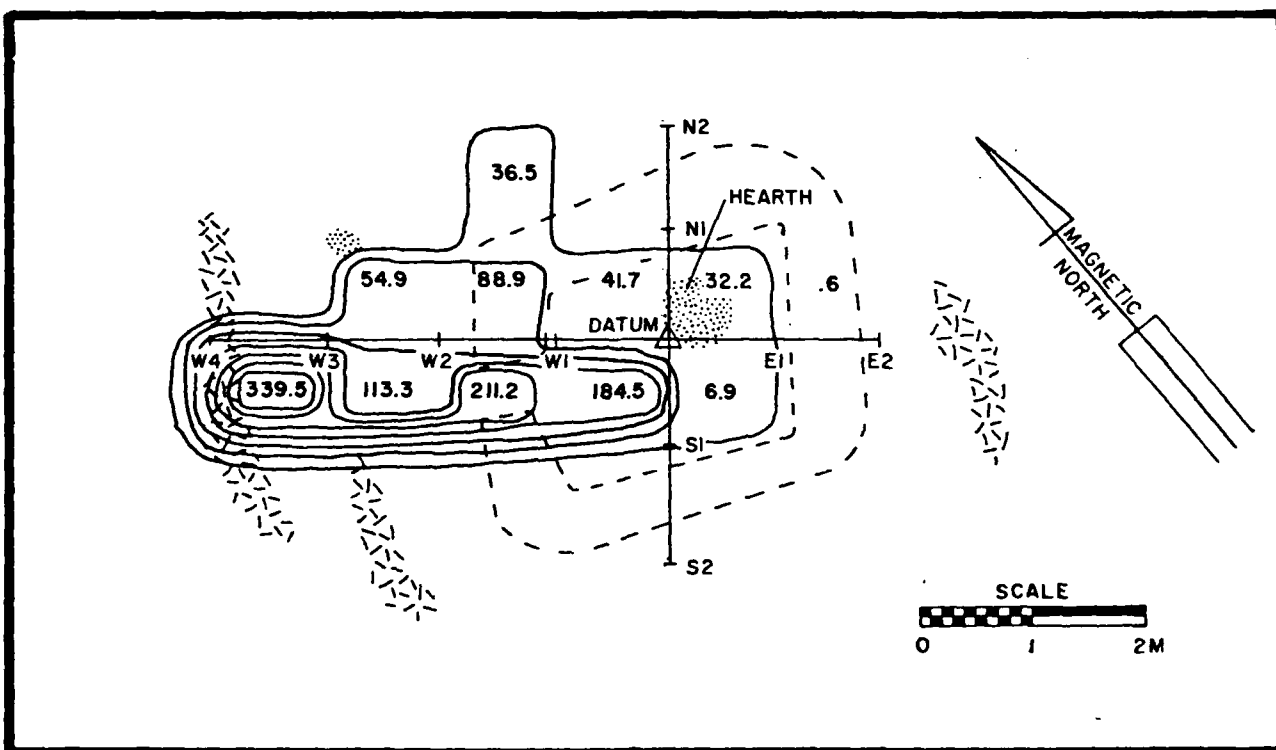 N2
36.5
HEARTH
N1
MAGNETIC
NORTH
54.9 88.9 41.7 32.2 .6
DATUM
W4 W3 W2 W1 E1 E2
339.5 113.3 211.2 184.5 6.9
S1
S2
SCALE
0 1 2M